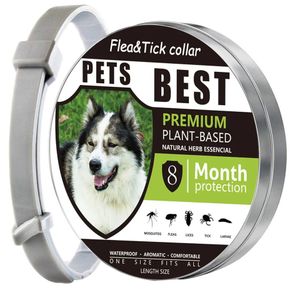 Flea&Tick collar
PETS BEST
PREMIUM
PLANT-BASED
NATURAL HERB ESSENCIAL
8 Month
protection
MOSQUITOES FLEAS LICES TICK LARVAE
WATERPROOF - AROMATIC - COMFORTABLE
ONE SIZE FITS ALL
LENGTH SIZE